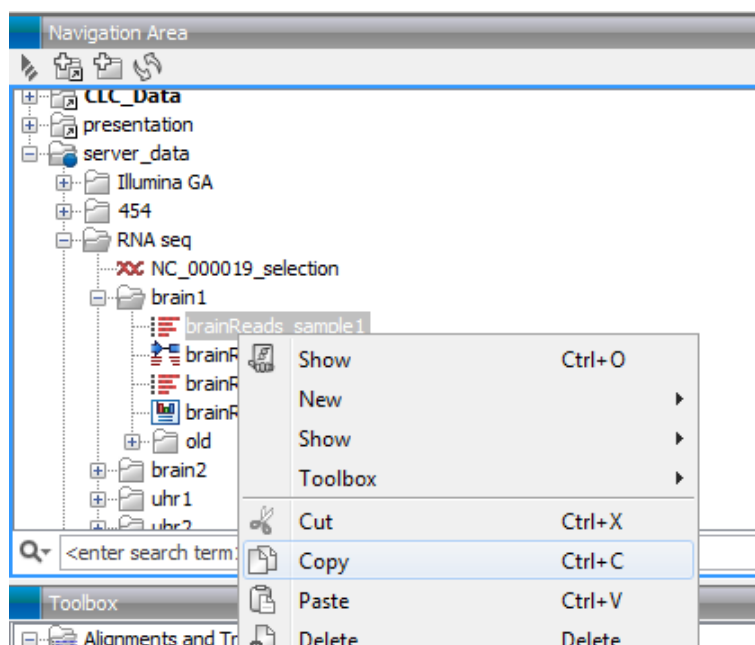 Navigation Area
CLC_Data
presentation
server_data
Illumina GA
454
RNA seq
NC_000019_selection
brain1
brainReads_sample1
brainR
Show Ctrl+O
brainR
New
brainR
Show
old
Toolbox
brain2
uhr1
Cut Ctrl+X
uhr2
<enter search term
Copy Ctrl+C
Toolbox
Paste Ctrl+V
Alignments and Tr
Delete Delete